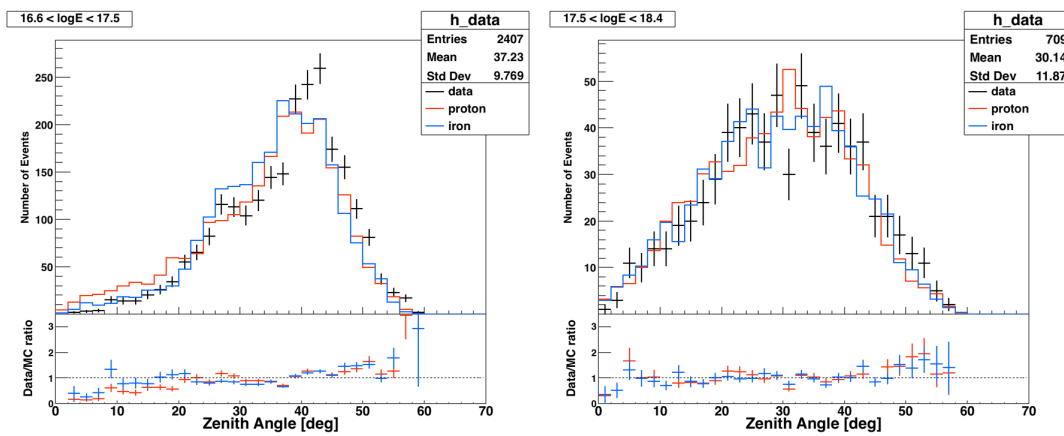 16.6 < logE < 17.5
h_data
Entries 2407
Mean 37.23
Std Dev 9.769
data
proton
iron
Number of Events
250
200
150
100
50
Data/MC ratio
3
2
1
0
0 10 20 30 40 50 60 70
Zenith Angle [deg]
17.5 < logE < 18.4
h_data
Entries 709
Mean 30.14
Std Dev 11.87
data
proton
iron
Number of Events
50
40
30
20
10
Data/MC ratio
3
2
1
0
0 10 20 30 40 50 60 70
Zenith Angle [deg]